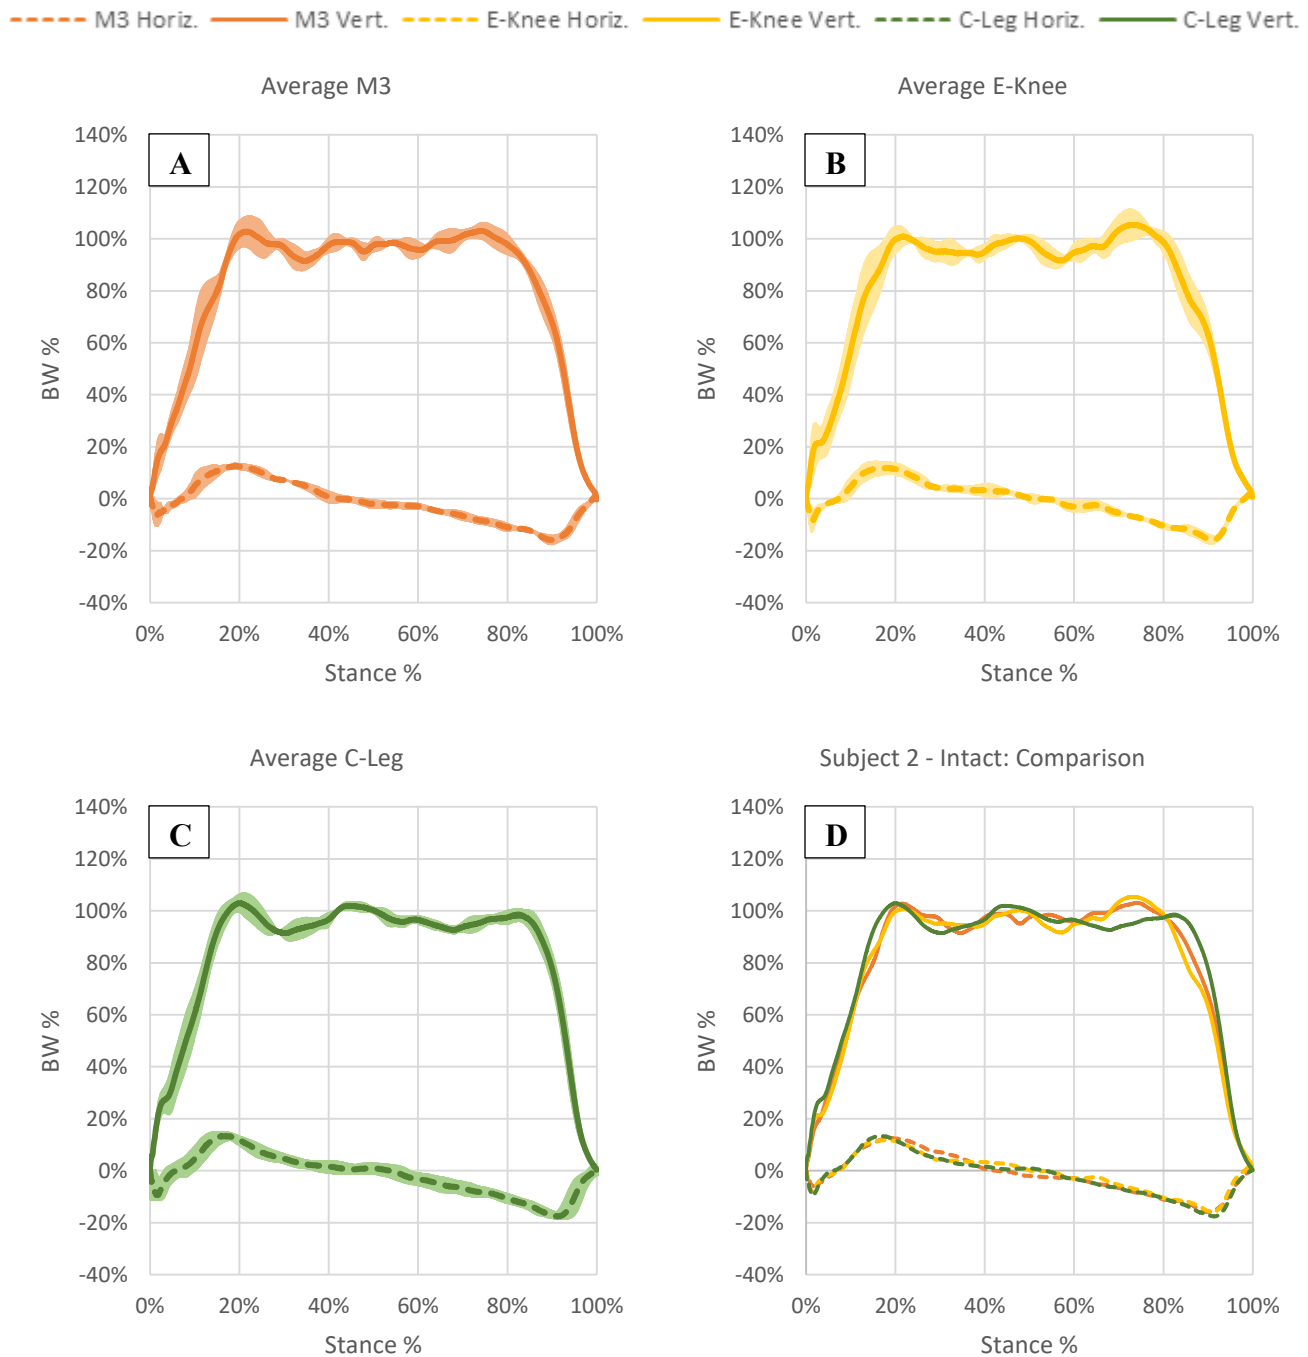 M3 Horiz. M3 Vert. E-Knee Horiz. E-Knee Vert. C-Leg Horiz. C-Leg Vert.
Average M3
A
140%
120%
100%
80%
60%
40%
20%
0%
-20%
-40%
BW %
0% 20% 40% 60% 80% 100%
Stance %
Average E-Knee
B
140%
120%
100%
80%
60%
40%
20%
0%
-20%
-40%
BW %
0% 20% 40% 60% 80% 100%
Stance %
Average C-Leg
C
140%
120%
100%
80%
60%
40%
20%
0%
-20%
-40%
BW %
0% 20% 40% 60% 80% 100%
Stance %
Subject 2 - Intact: Comparison
D
140%
120%
100%
80%
60%
40%
20%
0%
-20%
-40%
BW %
0% 20% 40% 60% 80% 100%
Stance %